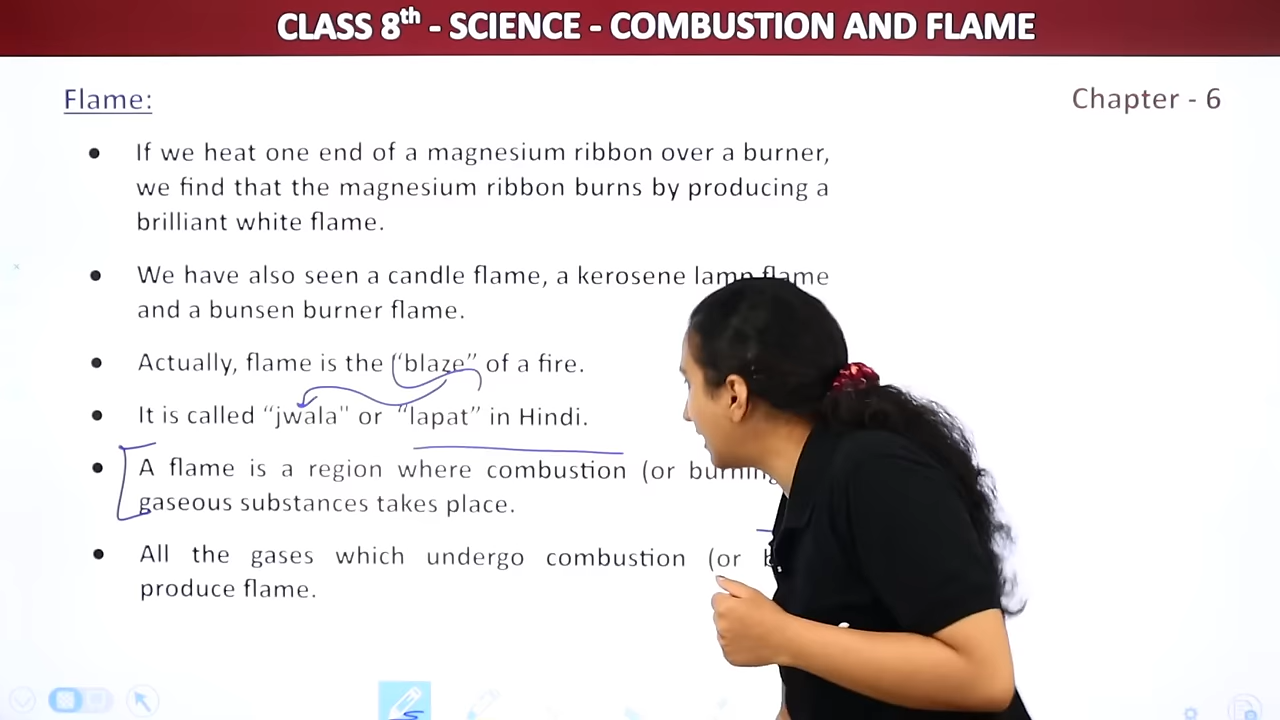 CLASS 8th - SCIENCE - COMBUSTION AND FLAME
Flame:
Chapter - 6
• If we heat one end of a magnesium ribbon over a burner,
we find that the magnesium ribbon burns by producing a
brilliant white flame.
• We have also seen a candle flame, a kerosene lamp flame
and a bunsen burner flame.
• Actually, flame is the “blaze” of a fire.
• It is called “jwala" or “lapat” in Hindi.
• A flame is a region where combustion (or burning
gaseous substances takes place.
• All the gases which undergo combustion (or
produce flame.